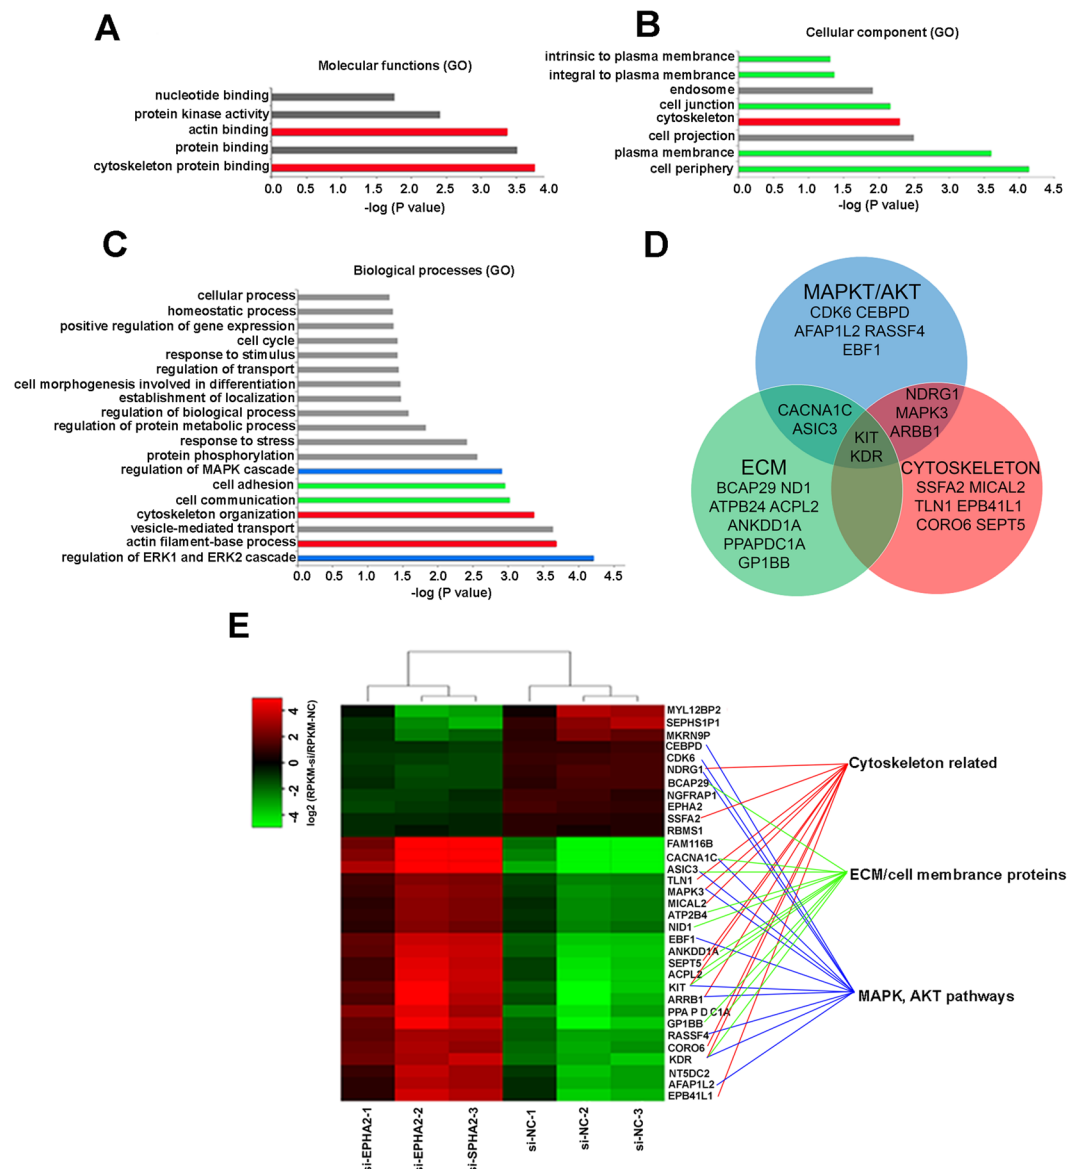 A
Molecular functions (GO)
nucleotide binding
protein kinase activity
actin binding
protein binding
cytoskeleton protein binding
0.0 0.5 1.0 1.5 2.0 2.5 3.0 3.5 4.0
-log (P value)
B
Cellular component (GO)
intrinsic to plasma membrance
integral to plasma membrance
endosome
cell junction
cytoskeleton
cell projection
plasma membrance
cell periphery
0.0 0.5 1.0 1.5 2.0 2.5 3.0 3.5 4.0 4.5
-log (P value)
C
Biological processes (GO)
cellular process
homeostatic process
positive regulation of gene expression
cell cycle
response to stimulus
regulation of transport
cell morphogenesis involved in differentiation
establishment of localization
regulation of biological process
regulation of protein metabolic process
response to stress
protein phosphorylation
regulation of MAPK cascade
cell adhesion
cell communication
cytoskeleton organization
vesicle-mediated transport
actin filament-base process
regulation of ERK1 and ERK2 cascade
0.0 0.5 1.0 1.5 2.0 2.5 3.0 3.5 4.0 4.5
-log (P value)
D
MAPKT/AKT
CDK6 CEBPD
AFAP1L2 RASSF4
EBF1
NDRG1
MAPK3
ARBB1
CACNA1C
ASIC3
KIT
KDR
ECM
BCAP29 ND1
ATPB24 ACPL2
ANKDD1A
PPAPDC1A
GP1BB
CYTOSKELETON
SSFA2 MICAL2
TLN1 EPB41L1
CORO6 SEPT5
E
-4 -2 0 2 4
log2 (RPKM-si/RPKM-NC)
MYL12BP2
SEPHS1P1
MKRN9P
CEBPD
CDK6
NDRG1
BCAP29
NGFRAP1
EPHA2
SSFA2
RBMS1
FAM116B
CACNA1C
ASIC3
TLN1
MAPK3
MICAL2
ATP2B4
NID1
EBF1
ANKDD1A
SEPT5
ACPL2
KIT
ARRB1
PPAPDC1A
GP1BB
RASSF4
CORO6
KDR
NT5DC2
AFAP1L2
EPB41L1
Cytoskeleton related
ECM/cell membrance proteins
MAPK, AKT pathways
si-EPHA2-1
si-EPHA2-2
si-SPHA2-3
si-NC-1
si-NC-2
si-NC-3